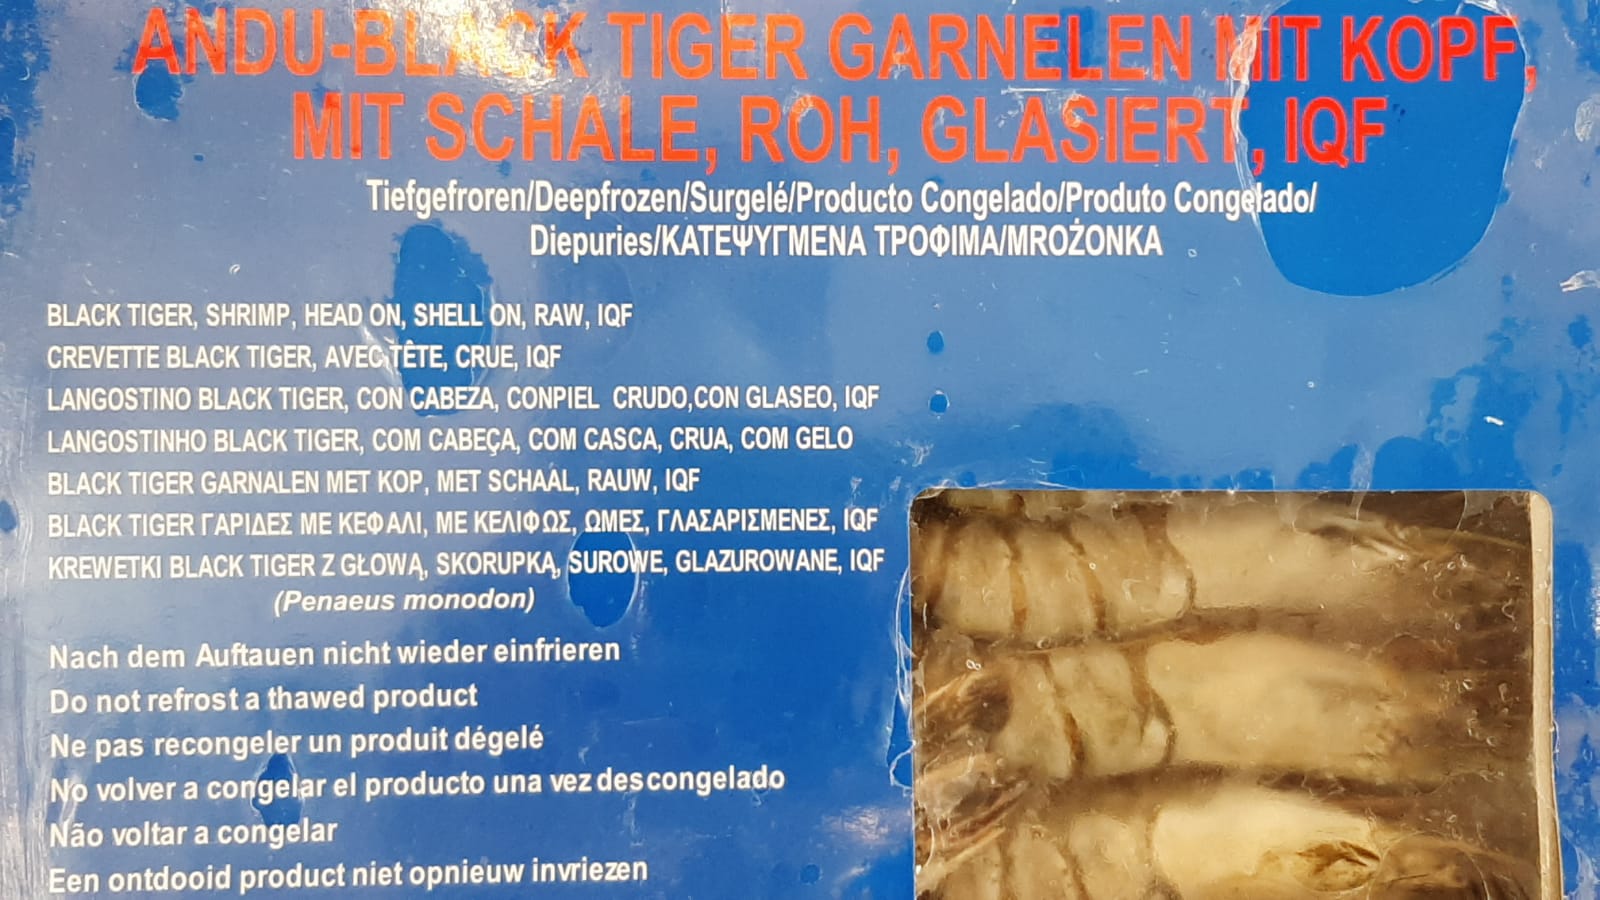 ANDU-BLACK TIGER GARNELEN MIT KOPF,
MIT SCHALE, ROH, GLASIERT, IQF
Tiefgefroren/Deepfrozen/Surgelé/Producto Congelado/Produto Congelado/
Diepuries/ΚΑΤΕΨΥΓΜΕΝΑ ΤΡΟΦΙΜΑ/MROŻONKA
BLACK TIGER, SHRIMP, HEAD ON, SHELL ON, RAW, IQF
CREVETTE BLACK TIGER, AVEC TÊTE, CRUE, IQF
LANGOSTINO BLACK TIGER, CON CABEZA, CONPIEL CRUDO,CON GLASEO, IQF
LANGOSTINHO BLACK TIGER, COM CABEÇA, COM CASCA, CRUA, COM GELO
BLACK TIGER GARNALEN MET KOP, MET SCHAAL, RAUW, IQF
BLACK TIGER ΓΑΡΙΔΕΣ ΜΕ ΚΕΦΑΛΙ, ΜΕ ΚΕΛΙΦΩΣ, ΩΜΕΣ, ΓΛΑΣΑΡΙΣΜΕΝΕΣ, IQF
KREWETKI BLACK TIGER Z GŁOWĄ, SKORUPKĄ, SUROWE, GLAZUROWANE, IQF
(Penaeus monodon)
Nach dem Auftauen nicht wieder einfrieren
Do not refrost a thawed product
Ne pas recongeler un produit dégelé
No volver a congelar el producto una vez descongelado
Não voltar a congelar
Een ontdooid product niet opnieuw invriezen